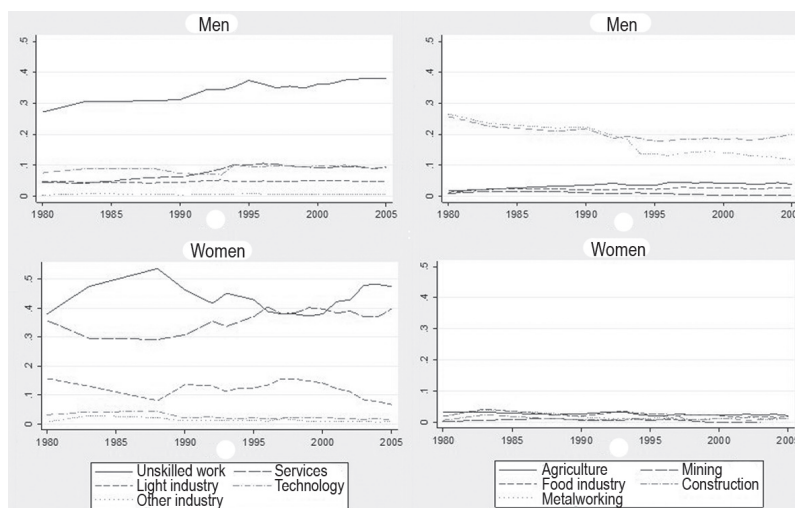 Men
.5
.4
.3
.2
.1
0
1980 1985 1990 1995 2000 2005
Men
.5
.4
.3
.2
.1
0
1980 1985 1990 1995 2000 2005
Women
.5
.4
.3
.2
.1
0
1980 1985 1990 1995 2000 2005
Unskilled work Services
Light industry Technology
Other industry
Women
.5
.4
.3
.2
.1
0
1980 1985 1990 1995 2000 2005
Agriculture Mining
Food industry Construction
Metalworking